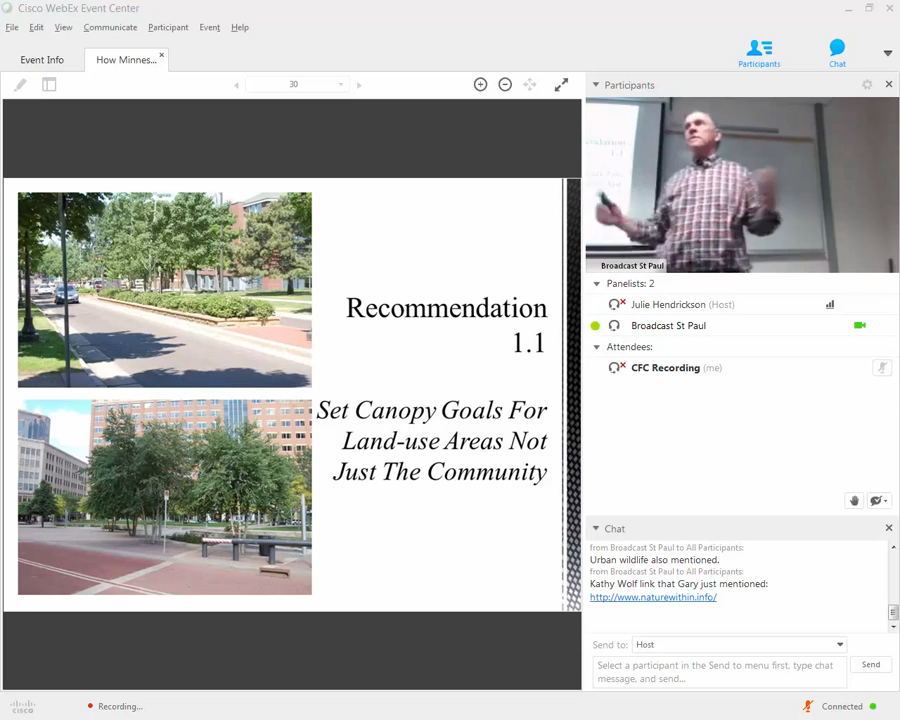 Cisco WebEx Event Center
File Edit View Communicate Participant Event Help
Event Info
How Minnes...
Participants
Chat
30
Participants
Recommendation
1.1
Set Canopy Goals For
Land-use Areas Not
Just The Community
1.1
Broadcast St Paul
Panelists: 2
Julie Hendrickson (Host)
Broadcast St Paul
Attendees:
CFC Recording (me)
Chat
from Broadcast St Paul to All Participants:
Urban wildlife also mentioned.
from Broadcast St Paul to All Participants:
Kathy Wolf link that Gary just mentioned:
http://www.naturewithin.info/
Send to: Host
Select a participant in the Send to menu first, type chat
message, and send...
Send
cisco
Recording...
Connected